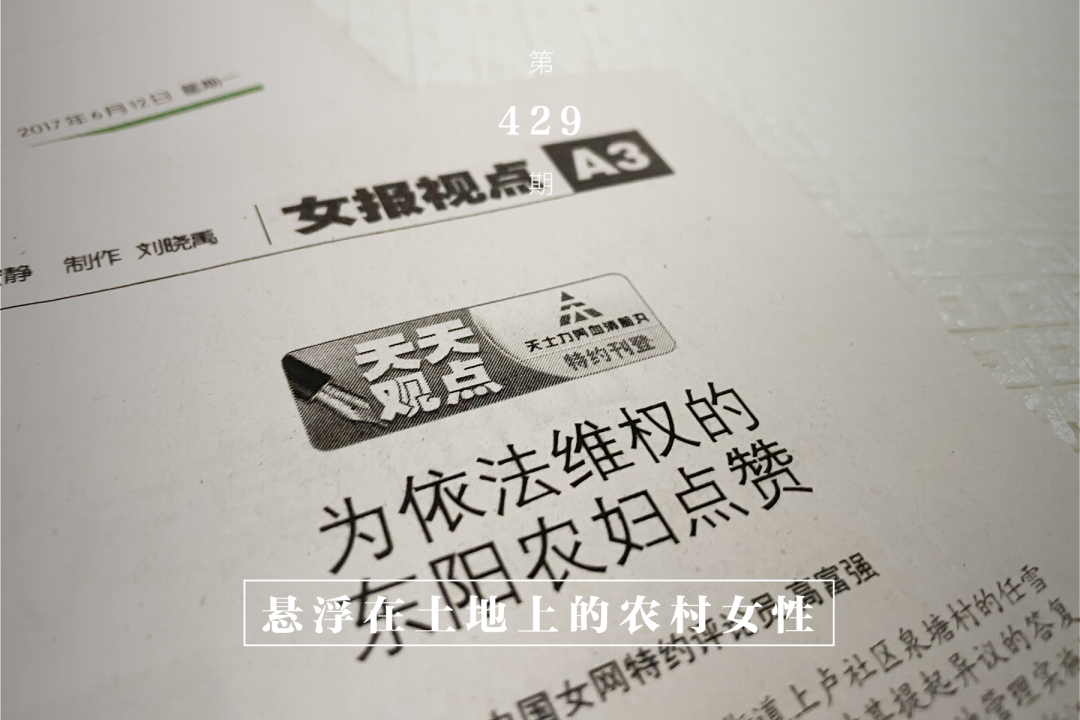 第
429
期
2017年6月12日 星期一
静 制作 刘晓禹
女报视点 A3
天天
观点
天士力养血清脑丸
特约刊登
为依法维权的
东阳农妇点赞
悬浮在土地上的农村女性
中国女网特约评论员 高富强
道上卢社区泉塘村的任雪
其提起异议的答复
管理实施